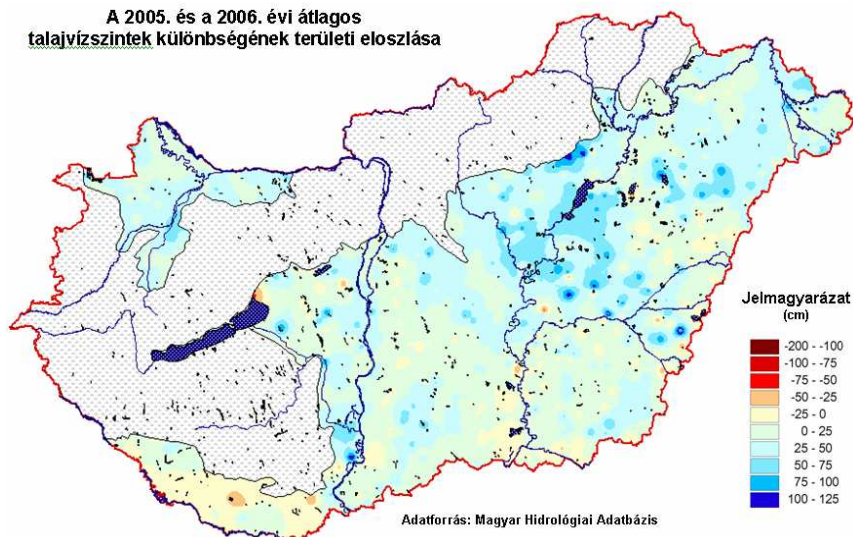 A 2005. és a 2006. évi átlagos
talajvízszintek különbségének területi eloszlása
Jelmagyarázat
(cm)
-200 - -100
-100 - -75
-75 - -50
-50 - -25
-25 - 0
0 - 25
25 - 50
50 - 75
75 - 100
100 - 125
Adatforrás: Magyar Hidrológiai Adatbázis